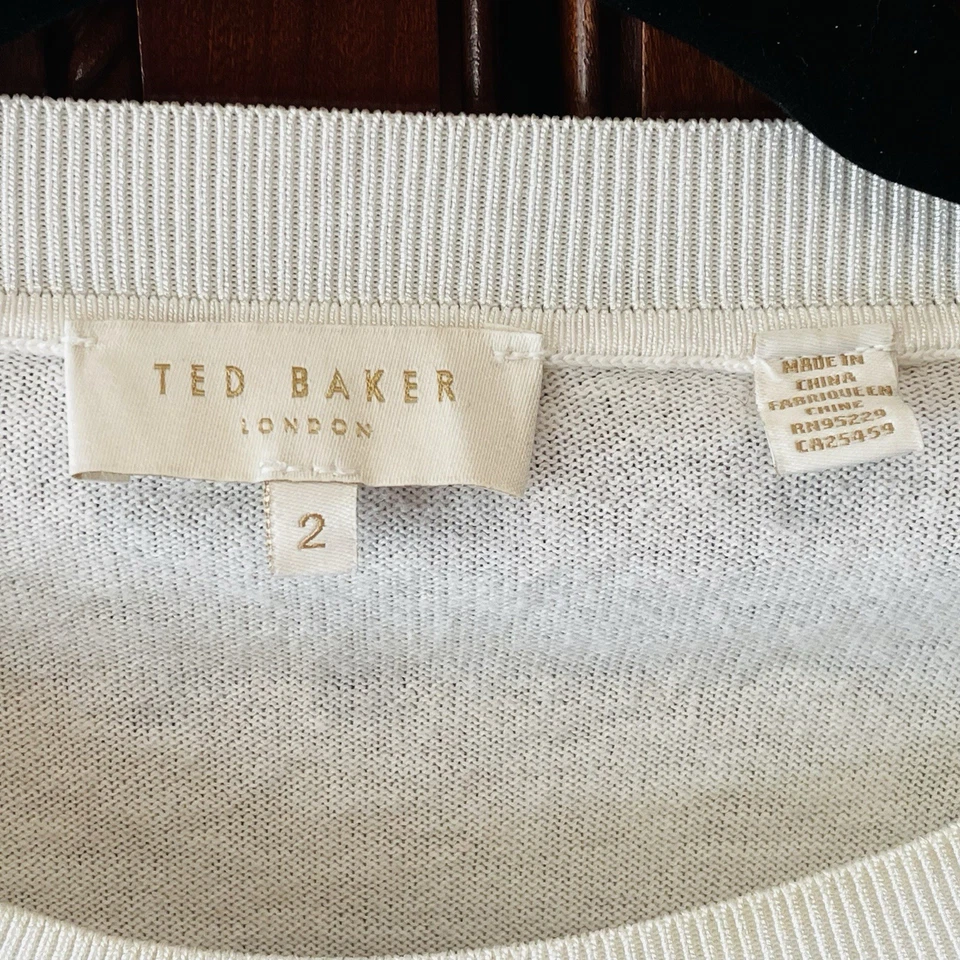 TED BAKER
LONDON
2
MADE IN
CHINA
FABRIQUE EN
CHINE
RN95229
CA25459